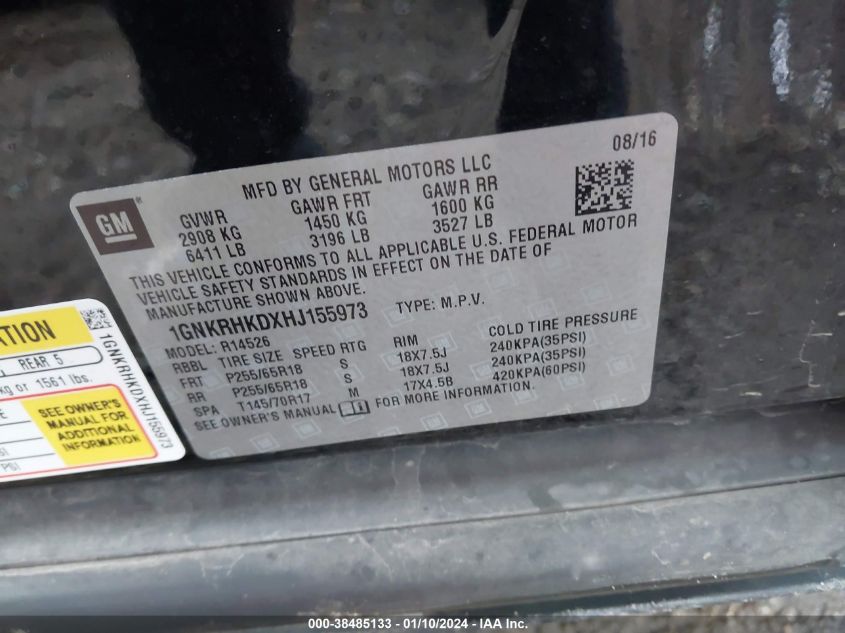 08/16
MFD BY GENERAL MOTORS LLC
GM
GVWR GAWR FRT GAWR RR
2908 KG 1450 KG 1600 KG
6411 LB 3196 LB 3527 LB
THIS VEHICLE CONFORMS TO ALL APPLICABLE U.S. FEDERAL MOTOR
VEHICLE SAFETY STANDARDS IN EFFECT ON THE DATE OF
MANUFACTURE SHOWN ABOVE.
1GNKRHKDXHJ155973 TYPE: M.P.V.
MODEL: R14526
RBBL TIRE SIZE SPEED RTG RIM COLD TIRE PRESSURE
FRT P255/65R18 S 18X7.5J 240KPA(35PSI)
RR P255/65R18 S 18X7.5J 240KPA(35PSI)
SPA T145/70R17 M 17X4.5B 420KPA(60PSI)
SEE OWNER'S MANUAL FOR MORE INFORMATION.
REAR 5
kg or 1561 lbs.
SEE OWNER'S
MANUAL FOR
ADDITIONAL
INFORMATION
PSI
1GNKRHKDXHJ155973
000-38485133 - 01/10/2024 - IAA Inc.